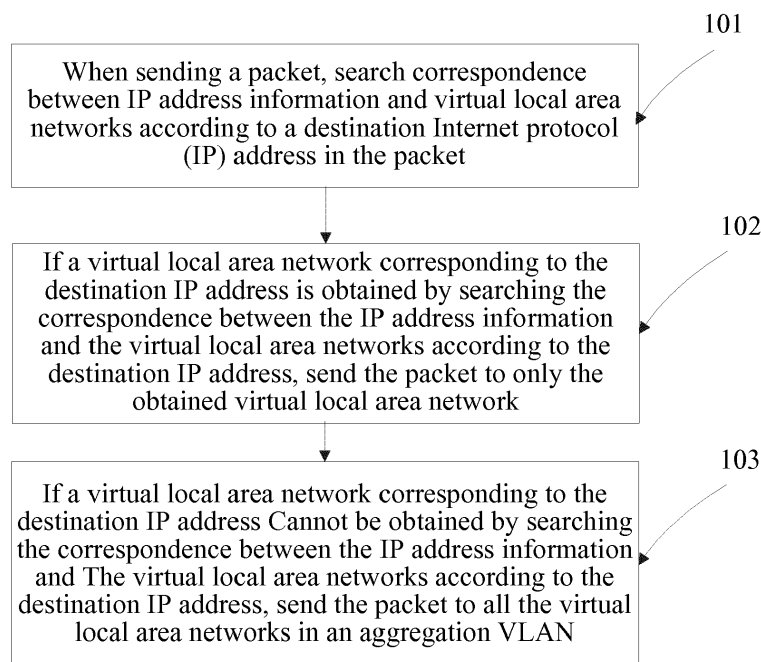 101
When sending a packet, search correspondence
between IP address information and virtual local area
networks according to a destination Internet protocol
(IP) address in the packet
102
If a virtual local area network corresponding to the
destination IP address is obtained by searching the
correspondence between the IP address information
and the virtual local area networks according to the
destination IP address, send the packet to only the
obtained virtual local area network
103
If a virtual local area network corresponding to the
destination IP address Cannot be obtained by searching
the correspondence between the IP address information
and The virtual local area networks according to the
destination IP address, send the packet to all the virtual
local area networks in an aggregation VLAN